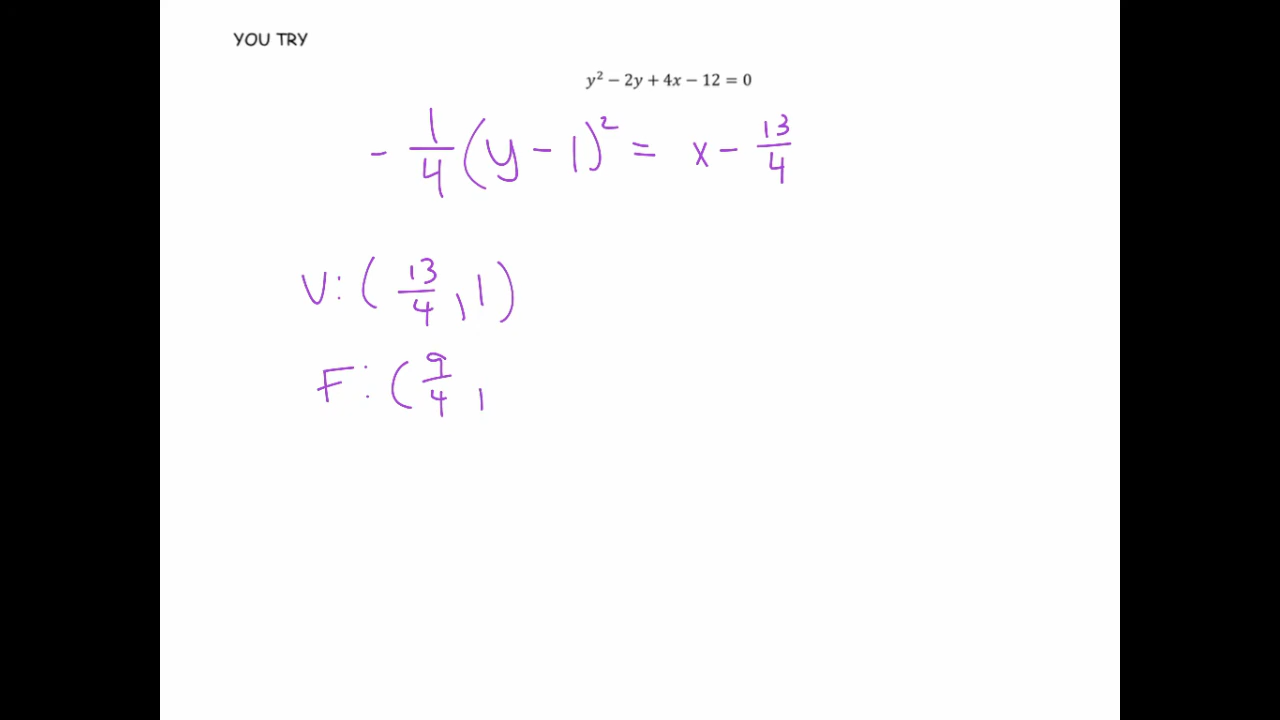 YOU TRY
y² − 2y + 4x − 12 = 0
- 1/4 (y - 1)² = x - 13/4
V: (13/4, 1)
F: (9/4,